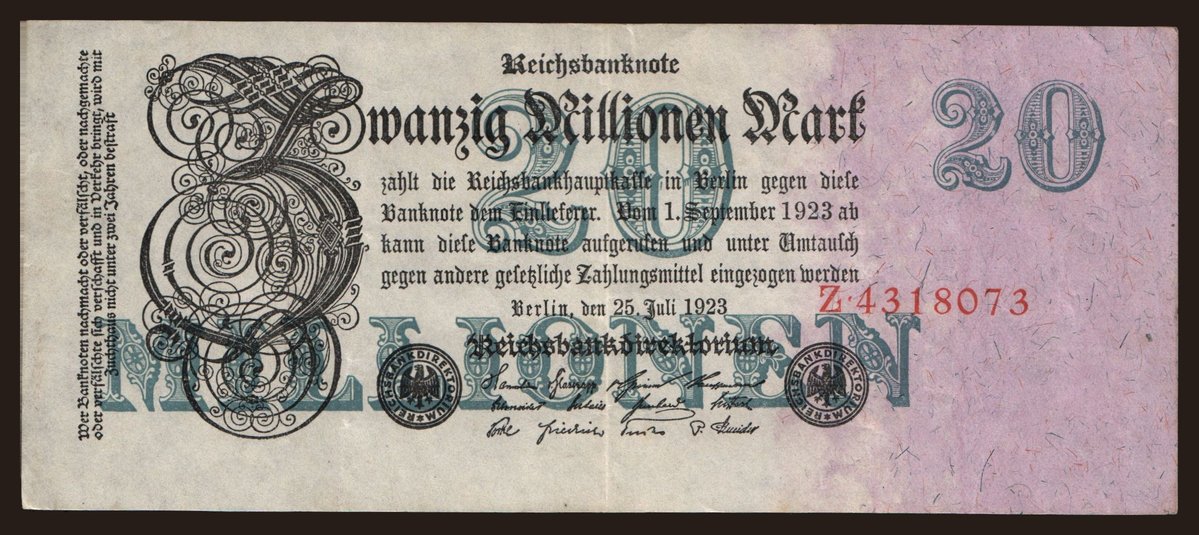 Reichsbanknote
Zwanzig Millionen Mark
20
20
zahlt die Reichsbankhauptkasse in Berlin gegen diese
Banknote dem Einlieferer. Vom 1. September 1923 ab
kann diese Banknote aufgerufen und unter Umtausch
gegen andere gesetzliche Zahlungsmittel eingezogen werden
Berlin, den 25. Juli 1923
Z·4318073
MILLIONEN
Reichsbankdirektorium
REICHSBANKDIREKTORIUM
REICHSBANKDIREKTORIUM
Wer Banknoten nachmacht oder verfälscht, oder nachgemachte
oder verfälschte sich verschafft und in Verkehr bringt, wird mit
Zuchthaus nicht unter zwei Jahren bestraft